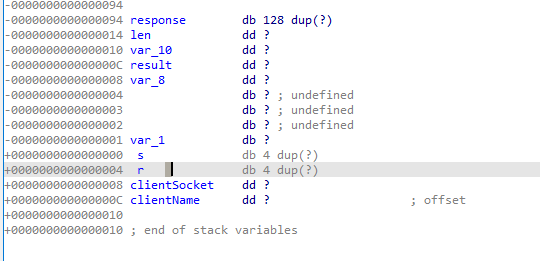 -0000000000000094
-0000000000000094 response db 128 dup(?)
-0000000000000014 len dd ?
-0000000000000010 var_10 dd ?
-000000000000000C result dd ?
-0000000000000008 var_8 dd ?
-0000000000000004 db ? ; undefined
-0000000000000003 db ? ; undefined
-0000000000000002 db ? ; undefined
-0000000000000001 var_1 db ?
+0000000000000000 s db 4 dup(?)
+0000000000000004 r db 4 dup(?)
+0000000000000008 clientSocket dd ?
+000000000000000C clientName dd ? ; offset
+0000000000000010
+0000000000000010 ; end of stack variables